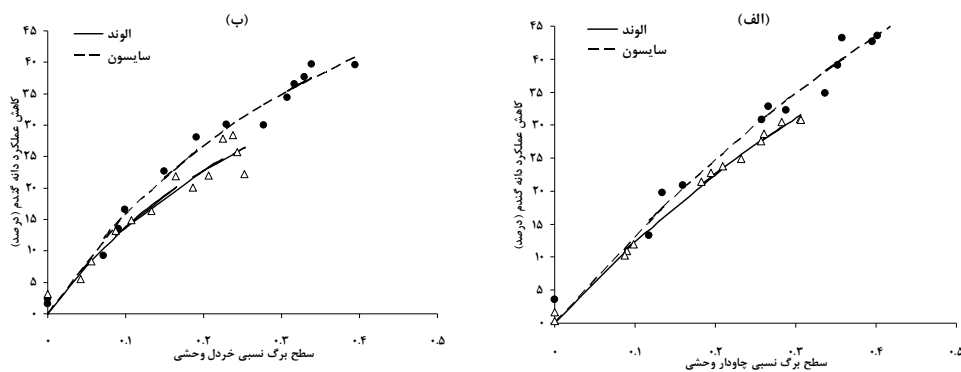 (الف)
الوند
سایسون
کاهش عملکرد دانه گندم (درصد)
۴۵
۴۰
۳۵
۳۰
۲۵
۲۰
۱۵
۱۰
۵
۰
۰ ۰.۱ ۰.۲ ۰.۳ ۰.۴ ۰.۵
سطح برگ نسبی چاودار وحشی
(ب)
الوند
سایسون
کاهش عملکرد دانه گندم (درصد)
۴۵
۴۰
۳۵
۳۰
۲۵
۲۰
۱۵
۱۰
۵
۰
۰ ۰.۱ ۰.۲ ۰.۳ ۰.۴ ۰.۵
سطح برگ نسبی خردل وحشی